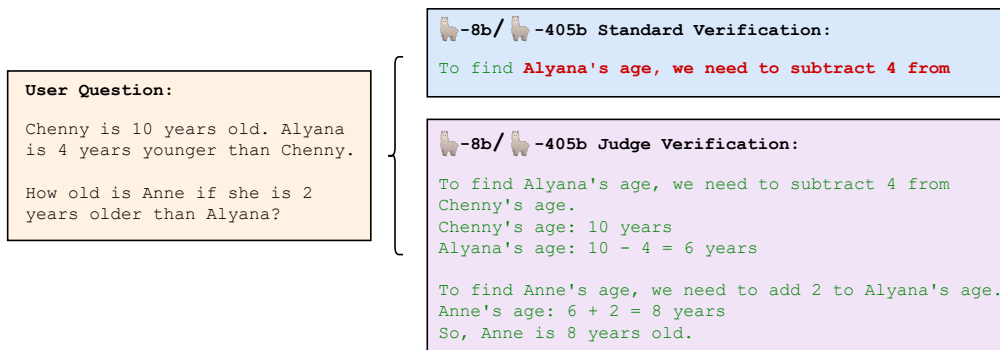 User Question:
Chenny is 10 years old. Alyana
is 4 years younger than Chenny.
How old is Anne if she is 2
years older than Alyana?
-8b/ -405b Standard Verification:
To find Alyana's age, we need to subtract 4 from
-8b/ -405b Judge Verification:
To find Alyana's age, we need to subtract 4 from
Chenny's age.
Chenny's age: 10 years
Alyana's age: 10 - 4 = 6 years
To find Anne's age, we need to add 2 to Alyana's age.
Anne's age: 6 + 2 = 8 years
So, Anne is 8 years old.